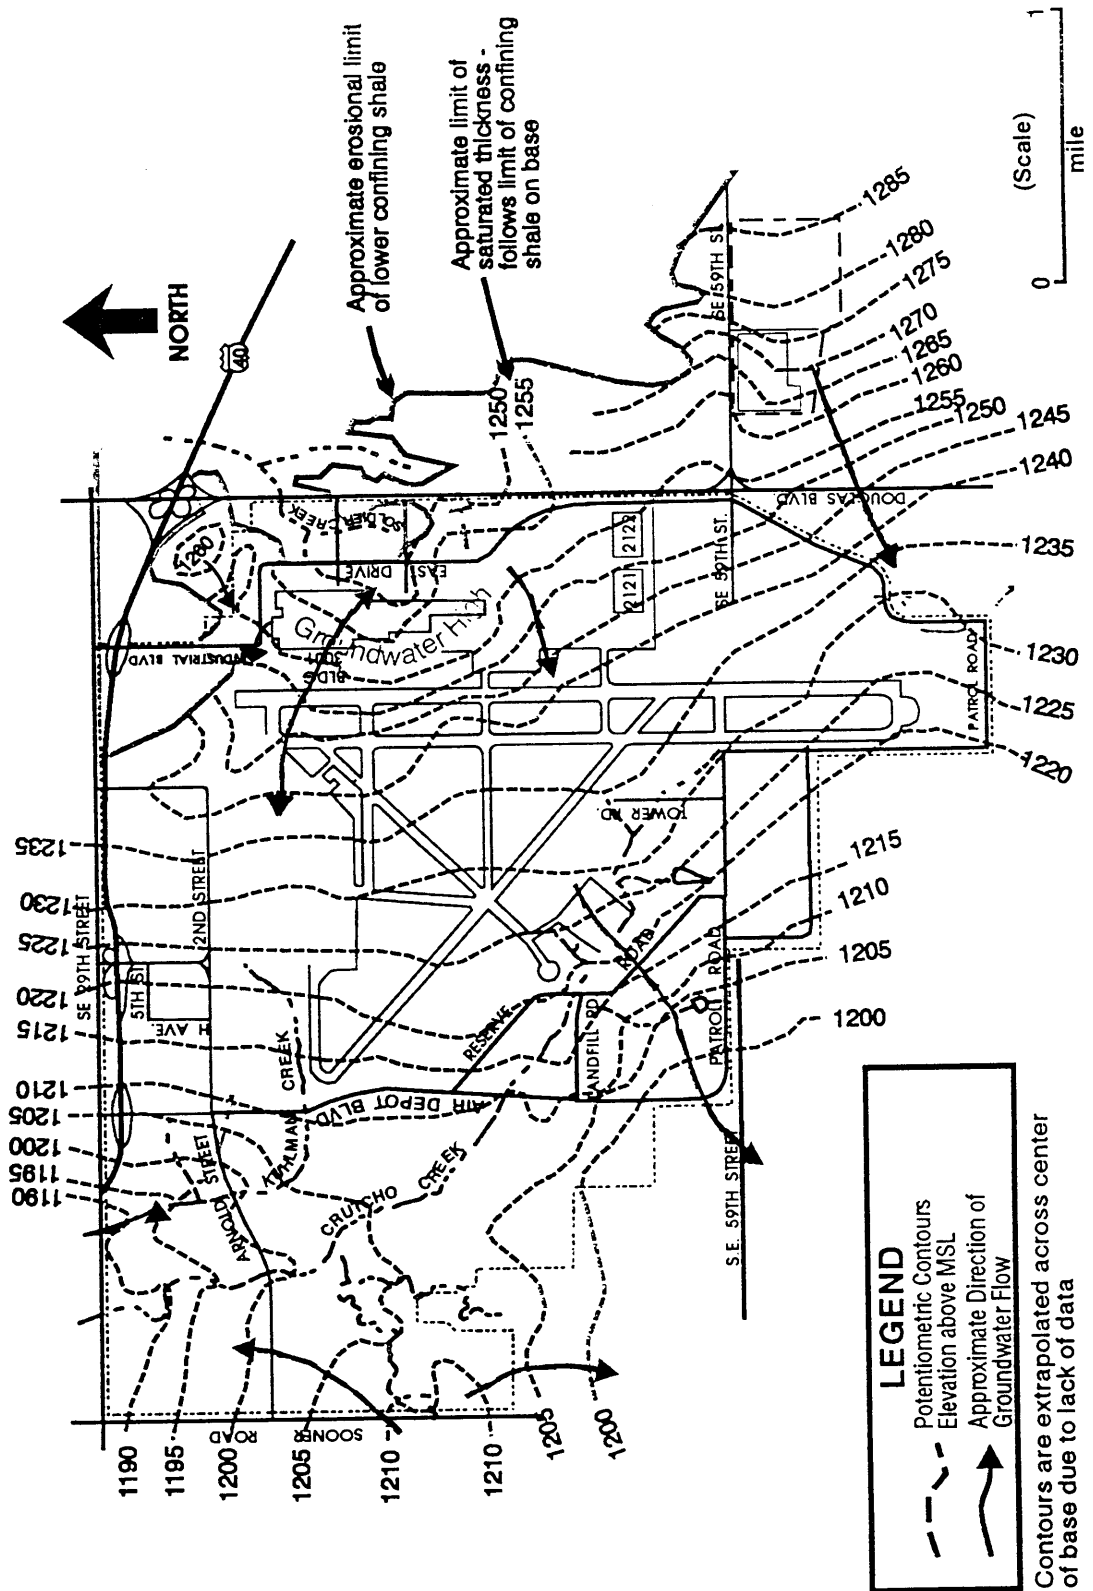 NORTH
40
Approximate erosional limit
of lower confining shale
Approximate limit of
saturated thickness -
follows limit of confining
shale on base
1250
1255
SE 29TH STREET
1190
1195
1200
1205
1210
1215
1220
1225
1230
1235
1260
5TH ST
H AVE.
2ND STREET
INDUSTRIAL BLVD
SOLDIER CREEK
SOLDIER
EAST
DRIVE
Groundwater High
BLDG
3001
ARNOLD STREET
KUHLMAN CREEK
CRUTCHO CREEK
AIR DEPOT BLVD
RESERVE
ROAD
LANDFILL RD
PATROL ROAD
TOWER RD.
2121
2122
SE 59TH ST.
SE 59TH ST.
DOUGLAS BLVD
PATROL ROAD
S.E. 59TH STREET
SOONER
ROAD
1190
1195
1200
1205
1210
1210
1205
1200
1200
1205
1210
1215
1220
1225
1230
1235
1240
1245
1250
1255
1260
1265
1270
1275
1280
1285
(Scale)
0
1
mile
LEGEND
Potentiometric Contours
Elevation above MSL
Approximate Direction of
Groundwater Flow
Contours are extrapolated across center
of base due to lack of data